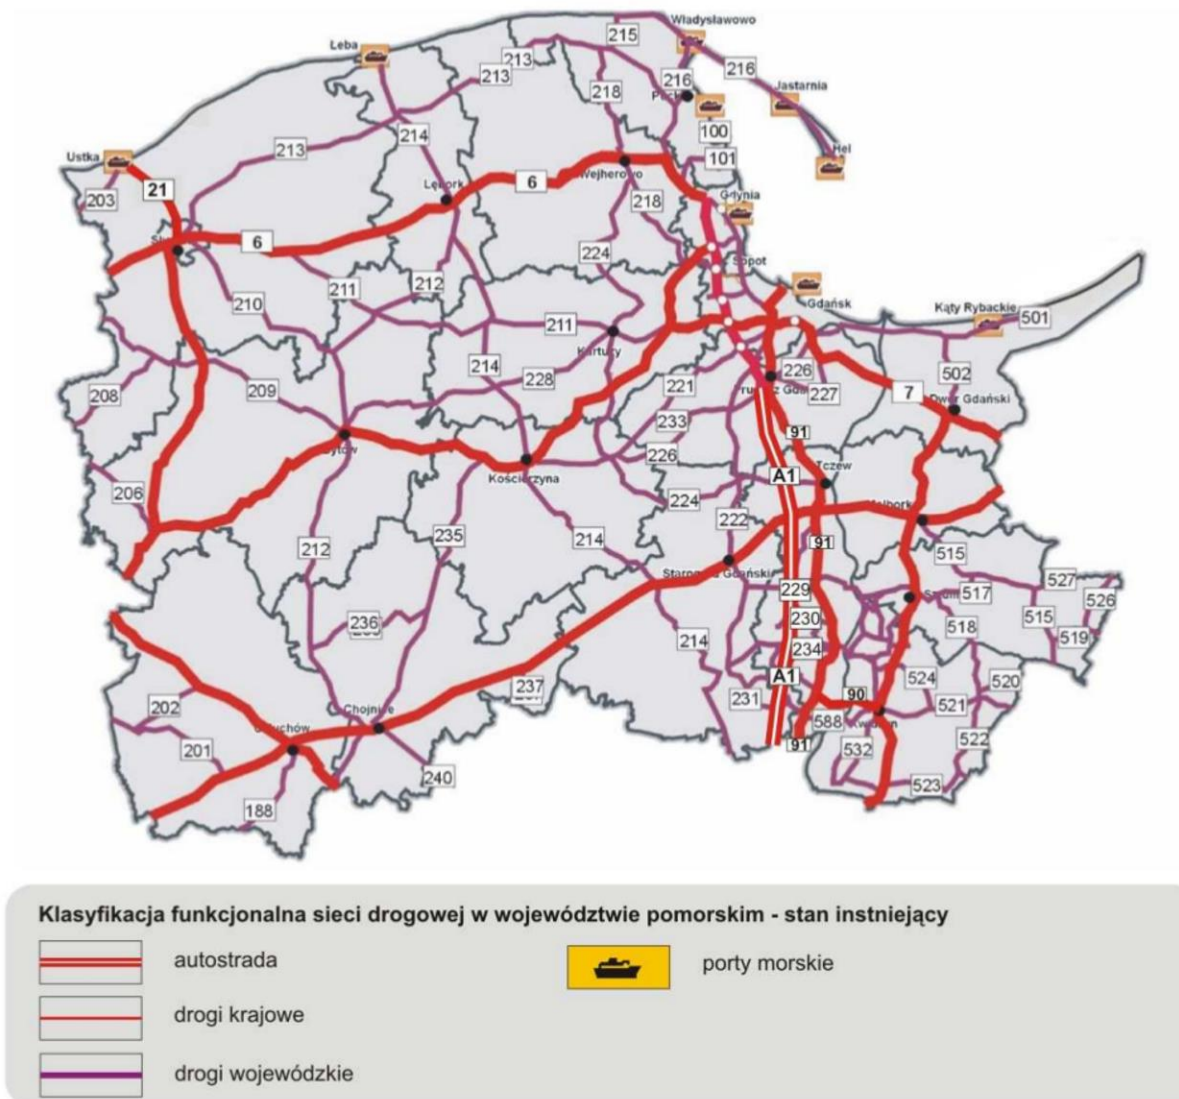 Władysławowo
215
Łeba
213
216
213
216
Jastarnia
218
100
214
213
Hel
Ustka
101
21
6
Wejherowo
203
Lębork
218
Gdynia
6
224
Sopot
212
211
210
Gdańsk
Kąty Rybackie
501
211
Kartuzy
214
226
502
228
221
209
227
208
7
Dwór Gdański
233
91
226
Tczew
Kościerzyna
A1
206
224
222
235
214
91
515
212
Starogard Gdański
527
229
517
526
230
515
236
518
214
519
234
A1
524
520
237
90
231
202
521
Chojnice
588
522
201
91
532
240
523
188
Klasyfikacja funkcjonalna sieci drogowej w województwie pomorskim - stan instniejący
autostrada
porty morskie
drogi krajowe
drogi wojewódzkie